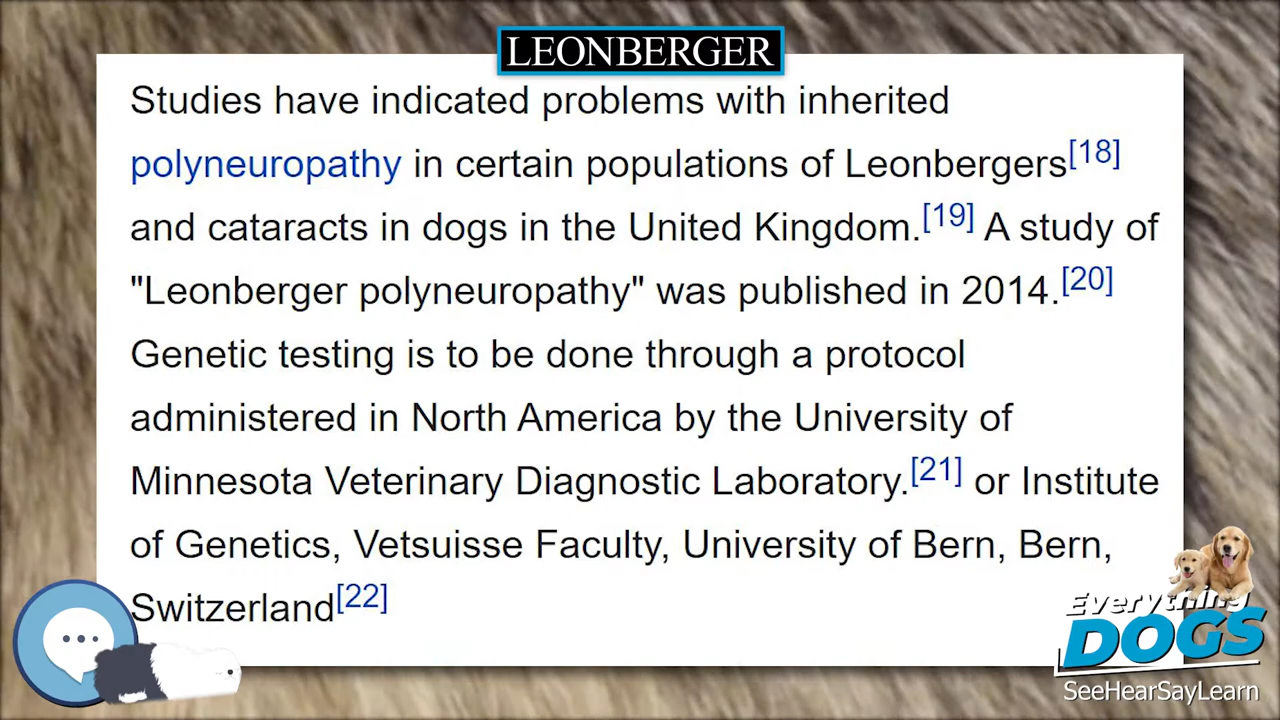 LEONBERGER
Studies have indicated problems with inherited
polyneuropathy in certain populations of Leonbergers[18]
and cataracts in dogs in the United Kingdom.[19] A study of
"Leonberger polyneuropathy" was published in 2014.[20]
Genetic testing is to be done through a protocol
administered in North America by the University of
Minnesota Veterinary Diagnostic Laboratory.[21] or Institute
of Genetics, Vetsuisse Faculty, University of Bern, Bern,
Switzerland[22]
Everything
DOGS
SeeHearSayLearn